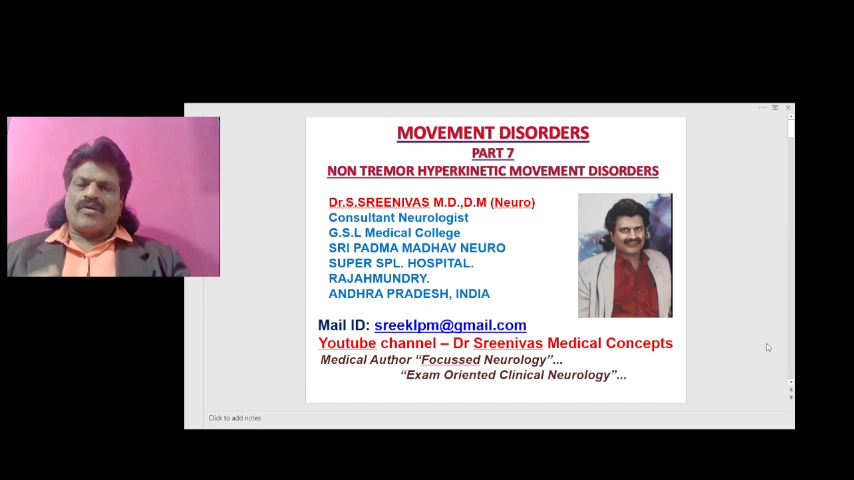 MOVEMENT DISORDERS
PART 7
NON TREMOR HYPERKINETIC MOVEMENT DISORDERS
Dr.S.SREENIVAS M.D.,D.M (Neuro)
Consultant Neurologist
G.S.L Medical College
SRI PADMA MADHAV NEURO
SUPER SPL. HOSPITAL.
RAJAHMUNDRY.
ANDHRA PRADESH, INDIA
Mail ID: sreeklpm@gmail.com
Youtube channel – Dr Sreenivas Medical Concepts
Medical Author “Focussed Neurology”...
“Exam Oriented Clinical Neurology”...
Click to add notes